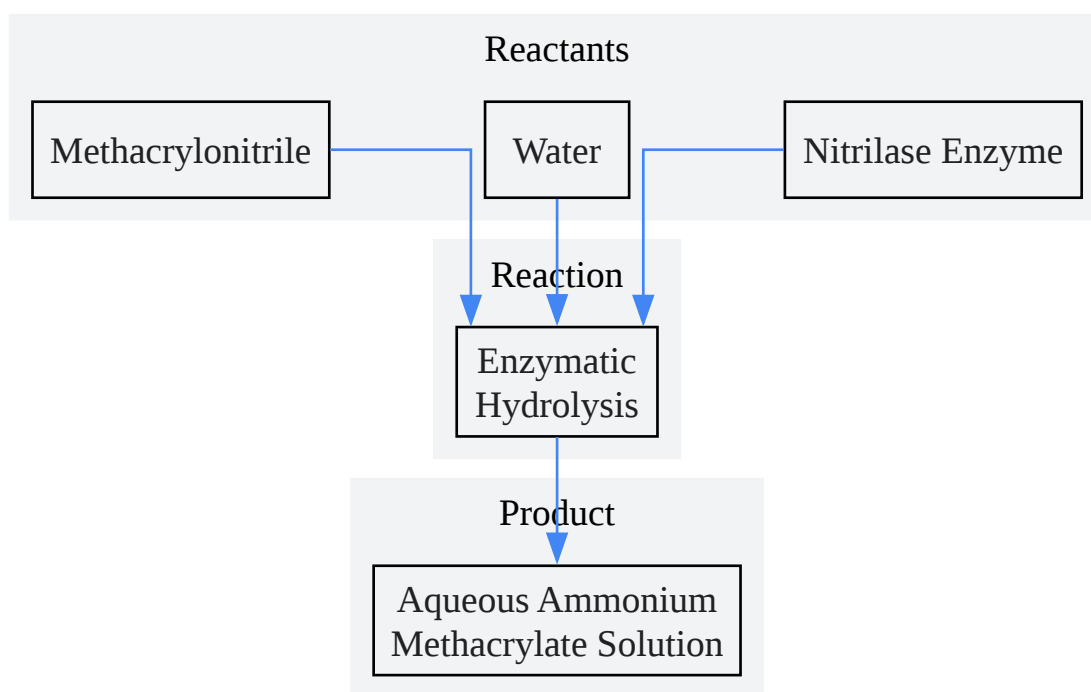 Reactants
Methacrylonitrile
Water
Nitrilase Enzyme
Reaction
Enzymatic
Hydrolysis
Product
Aqueous Ammonium
Methacrylate Solution